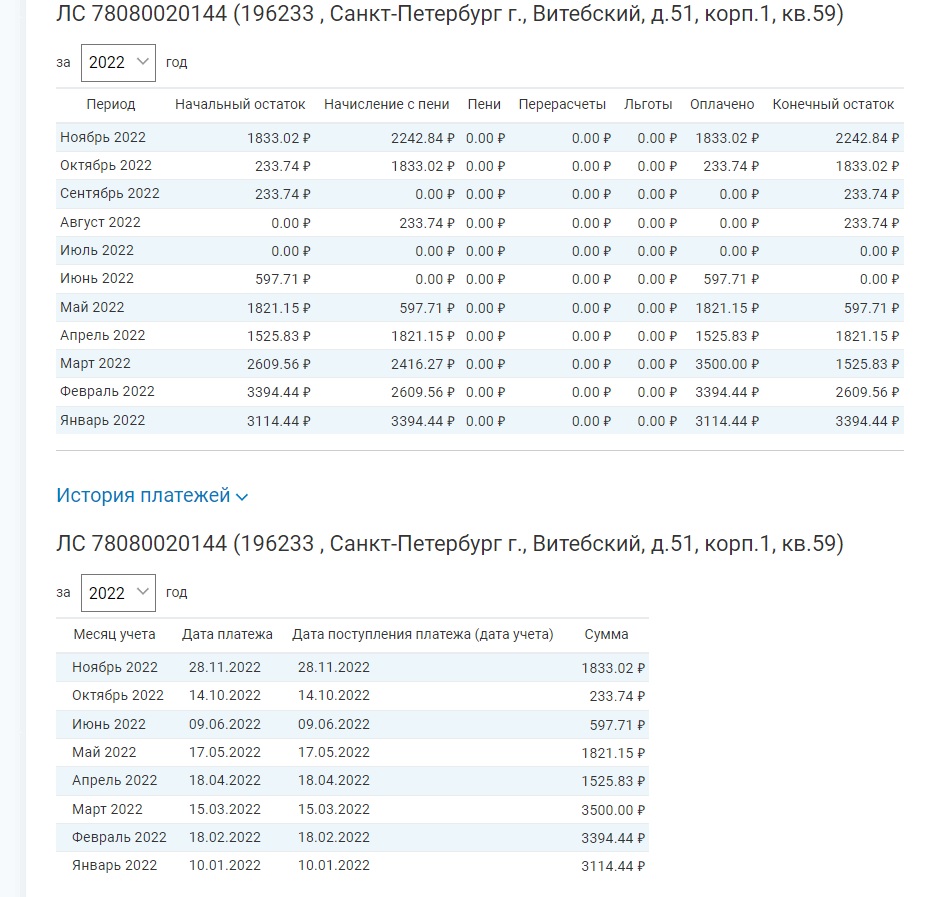 ЛС 78080020144 (196233 , Санкт-Петербург г., Витебский, д.51, корп.1, кв.59)
за 2022 год
Период Начальный остаток Начисление с пени Пени Перерасчеты Льготы Оплачено Конечный остаток
Ноябрь 2022 1833.02 ₽ 2242.84 ₽ 0.00 ₽ 0.00 ₽ 0.00 ₽ 1833.02 ₽ 2242.84 ₽
Октябрь 2022 233.74 ₽ 1833.02 ₽ 0.00 ₽ 0.00 ₽ 0.00 ₽ 233.74 ₽ 1833.02 ₽
Сентябрь 2022 233.74 ₽ 0.00 ₽ 0.00 ₽ 0.00 ₽ 0.00 ₽ 0.00 ₽ 233.74 ₽
Август 2022 0.00 ₽ 233.74 ₽ 0.00 ₽ 0.00 ₽ 0.00 ₽ 0.00 ₽ 233.74 ₽
Июль 2022 0.00 ₽ 0.00 ₽ 0.00 ₽ 0.00 ₽ 0.00 ₽ 0.00 ₽ 0.00 ₽
Июнь 2022 597.71 ₽ 0.00 ₽ 0.00 ₽ 0.00 ₽ 0.00 ₽ 597.71 ₽ 0.00 ₽
Май 2022 1821.15 ₽ 597.71 ₽ 0.00 ₽ 0.00 ₽ 0.00 ₽ 1821.15 ₽ 597.71 ₽
Апрель 2022 1525.83 ₽ 1821.15 ₽ 0.00 ₽ 0.00 ₽ 0.00 ₽ 1525.83 ₽ 1821.15 ₽
Март 2022 2609.56 ₽ 2416.27 ₽ 0.00 ₽ 0.00 ₽ 0.00 ₽ 3500.00 ₽ 1525.83 ₽
Февраль 2022 3394.44 ₽ 2609.56 ₽ 0.00 ₽ 0.00 ₽ 0.00 ₽ 3394.44 ₽ 2609.56 ₽
Январь 2022 3114.44 ₽ 3394.44 ₽ 0.00 ₽ 0.00 ₽ 0.00 ₽ 3114.44 ₽ 3394.44 ₽
История платежей
ЛС 78080020144 (196233 , Санкт-Петербург г., Витебский, д.51, корп.1, кв.59)
за 2022 год
Месяц учета Дата платежа Дата поступления платежа (дата учета) Сумма
Ноябрь 2022 28.11.2022 28.11.2022 1833.02 ₽
Октябрь 2022 14.10.2022 14.10.2022 233.74 ₽
Июнь 2022 09.06.2022 09.06.2022 597.71 ₽
Май 2022 17.05.2022 17.05.2022 1821.15 ₽
Апрель 2022 18.04.2022 18.04.2022 1525.83 ₽
Март 2022 15.03.2022 15.03.2022 3500.00 ₽
Февраль 2022 18.02.2022 18.02.2022 3394.44 ₽
Январь 2022 10.01.2022 10.01.2022 3114.44 ₽